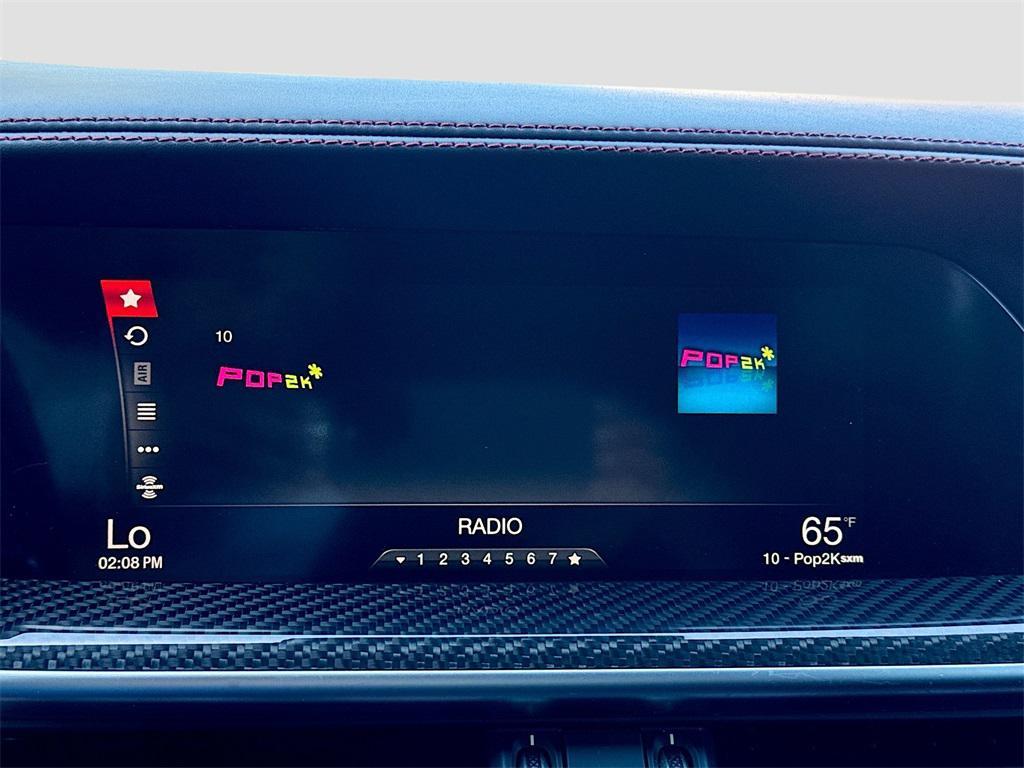 10
POP2K*
POP2K*
AIR
SiriusXM
Lo
02:08 PM
RADIO
1 2 3 4 5 6 7
65°F
10 - Pop2Ksxm